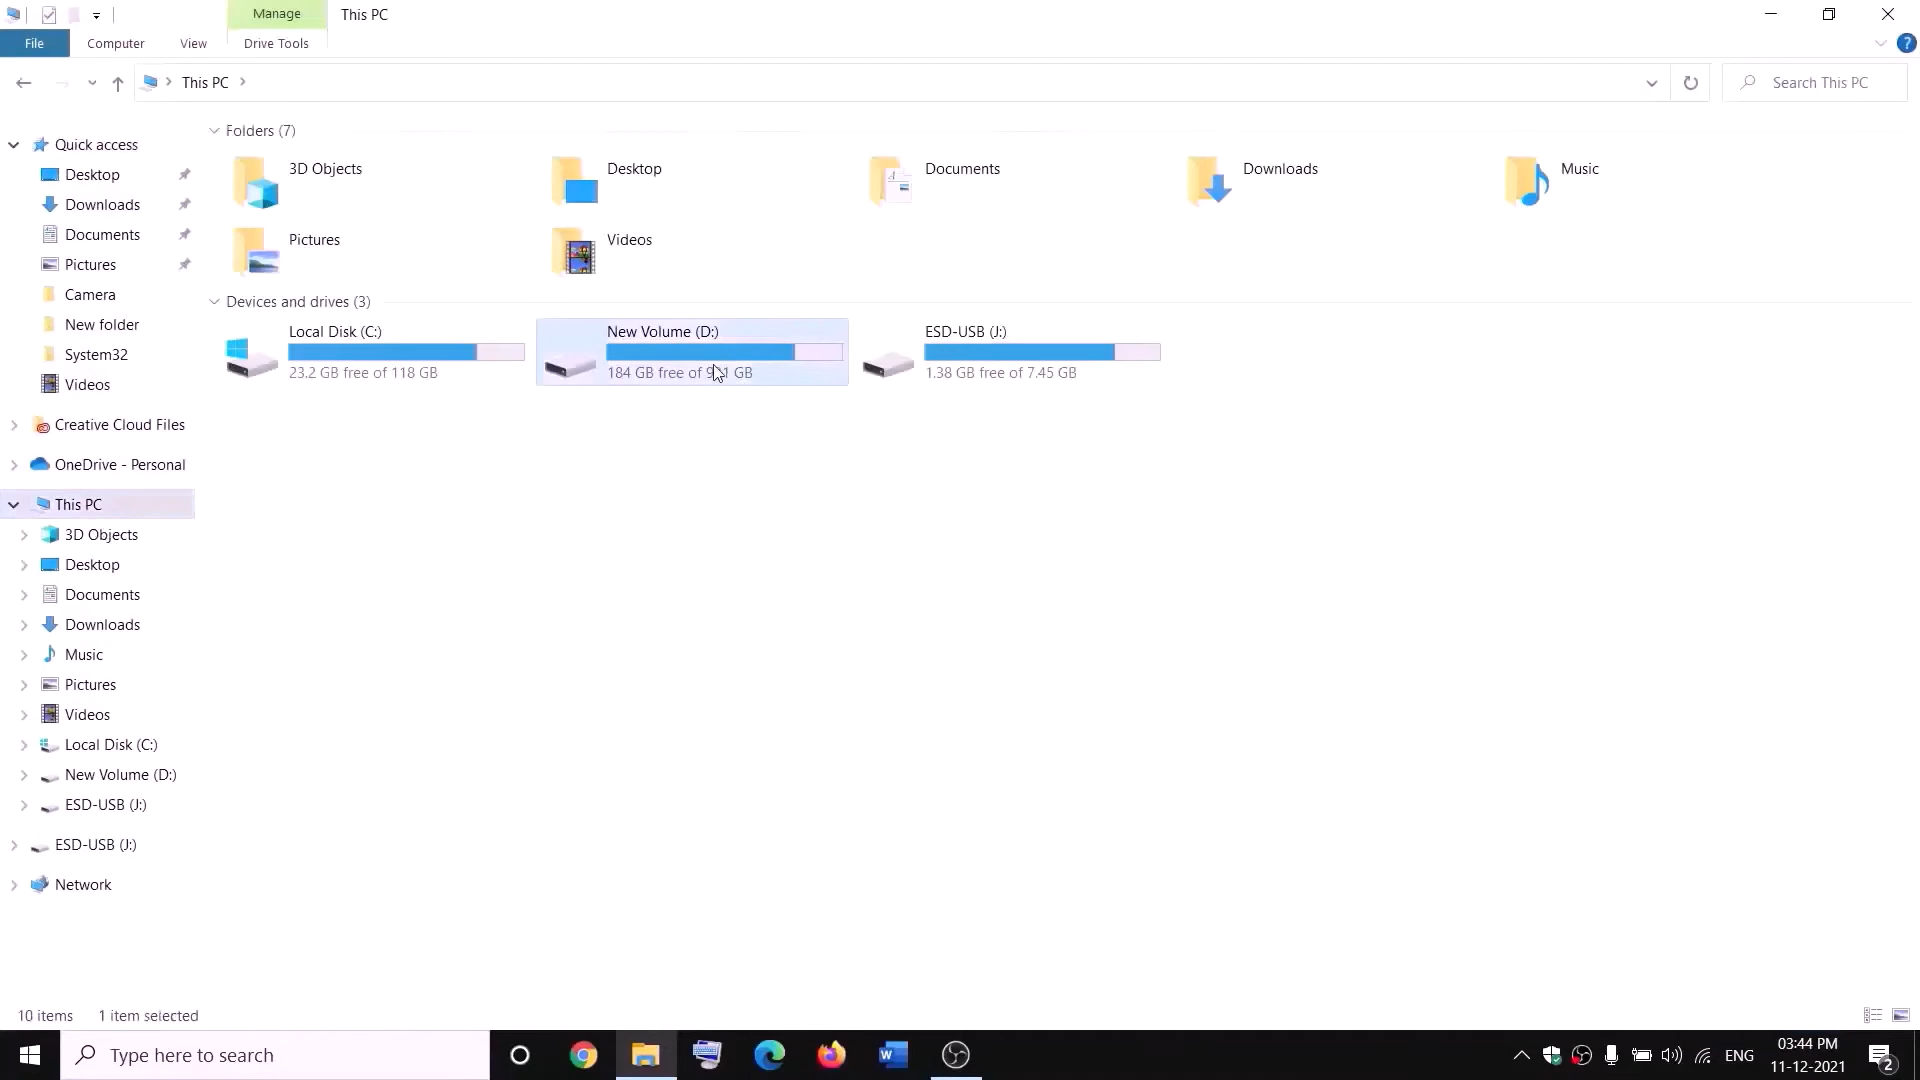 Manage
This PC
File
Computer
View
Drive Tools
This PC
Search This PC
Quick access
Desktop
Downloads
Documents
Pictures
Camera
New folder
System32
Videos
Creative Cloud Files
OneDrive - Personal
This PC
3D Objects
Desktop
Documents
Downloads
Music
Pictures
Videos
Local Disk (C:)
New Volume (D:)
ESD-USB (J:)
ESD-USB (J:)
Network
Folders (7)
3D Objects
Desktop
Documents
Downloads
Music
Pictures
Videos
Devices and drives (3)
Local Disk (C:)
23.2 GB free of 118 GB
New Volume (D:)
184 GB free of GB
ESD-USB (J:)
1.38 GB free of 7.45 GB
10 items 1 item selected
Type here to search
ENG
03:44 PM
11-12-2021
2